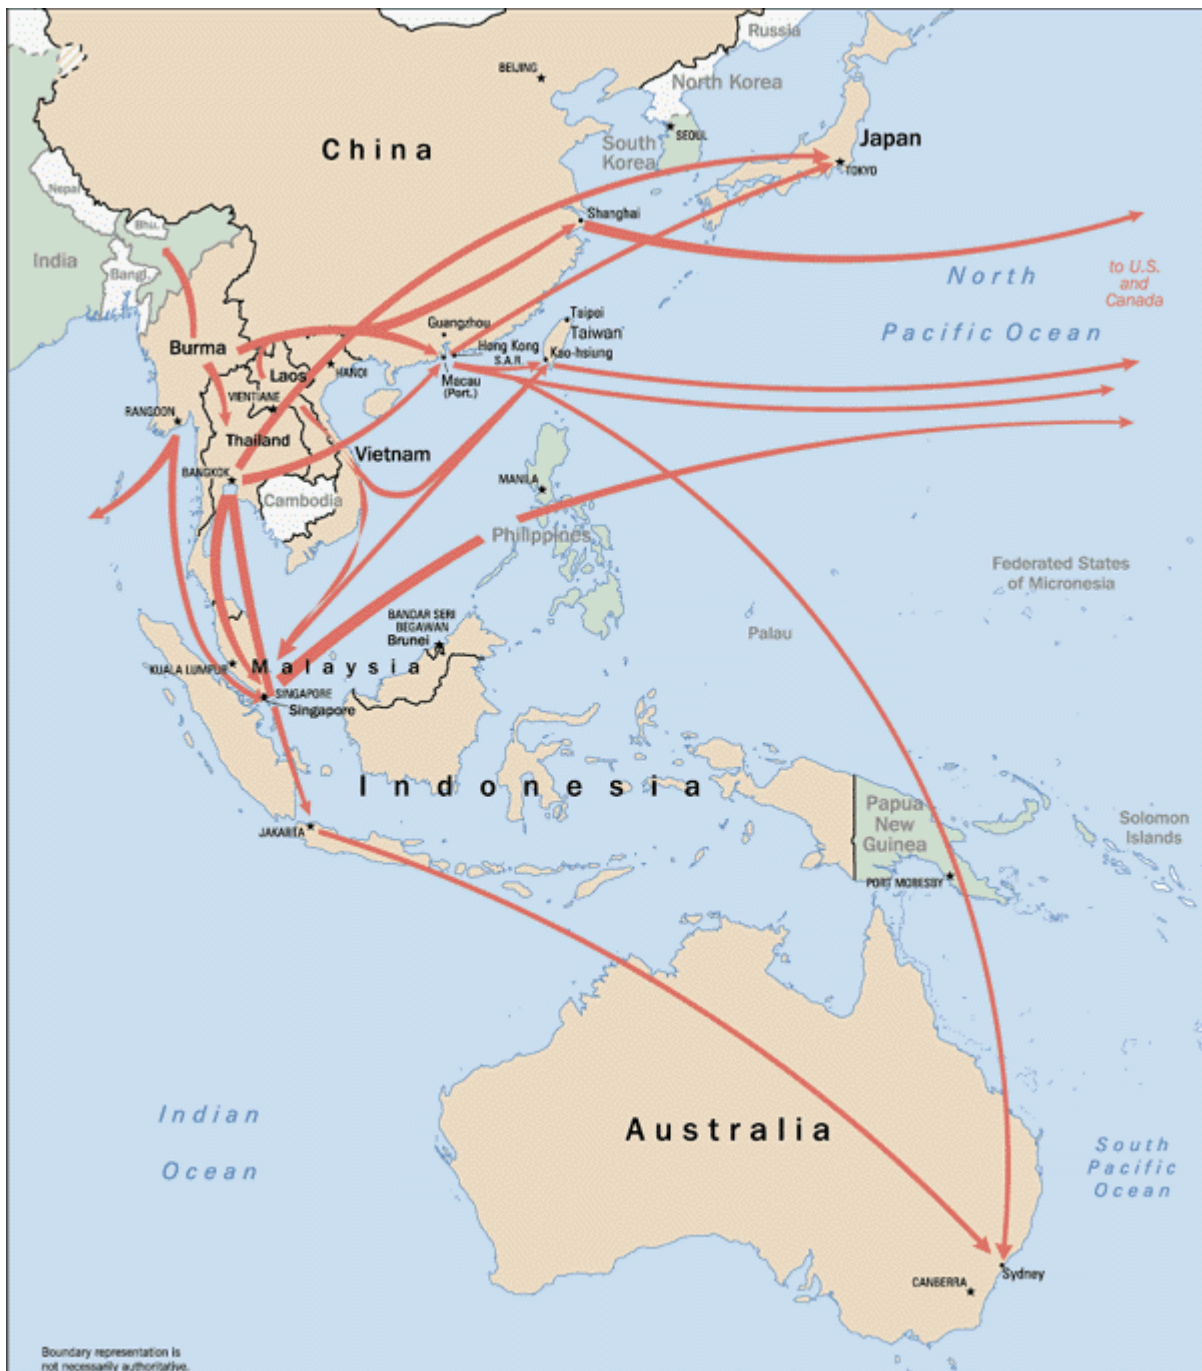 Russia
BEIJING
North Korea
China
South
Korea
SEOUL
Japan
TOKYO
Nepal
Bhu.
Shanghai
India
Bangl.
North
Pacific Ocean
to U.S.
and
Canada
Burma
Guangzhou
Taipei
Taiwan
Hong Kong
S.A.R.
Kao-hsiung
Laos
HANOI
Macau
(Port.)
VIENTIANE
RANGOON
Thailand
Vietnam
BANGKOK
Cambodia
MANILA
Philippines
Federated States
of Micronesia
Palau
BANDAR SERI
BEGAWAN
Brunei
KUALA LUMPUR
Malaysia
SINGAPORE
Singapore
Indonesia
JAKARTA
Papua
New
Guinea
Solomon
Islands
PORT MORESBY
Indian
Ocean
Australia
South
Pacific
Ocean
CANBERRA
Sydney
Boundary representation is
not necessarily authoritative.